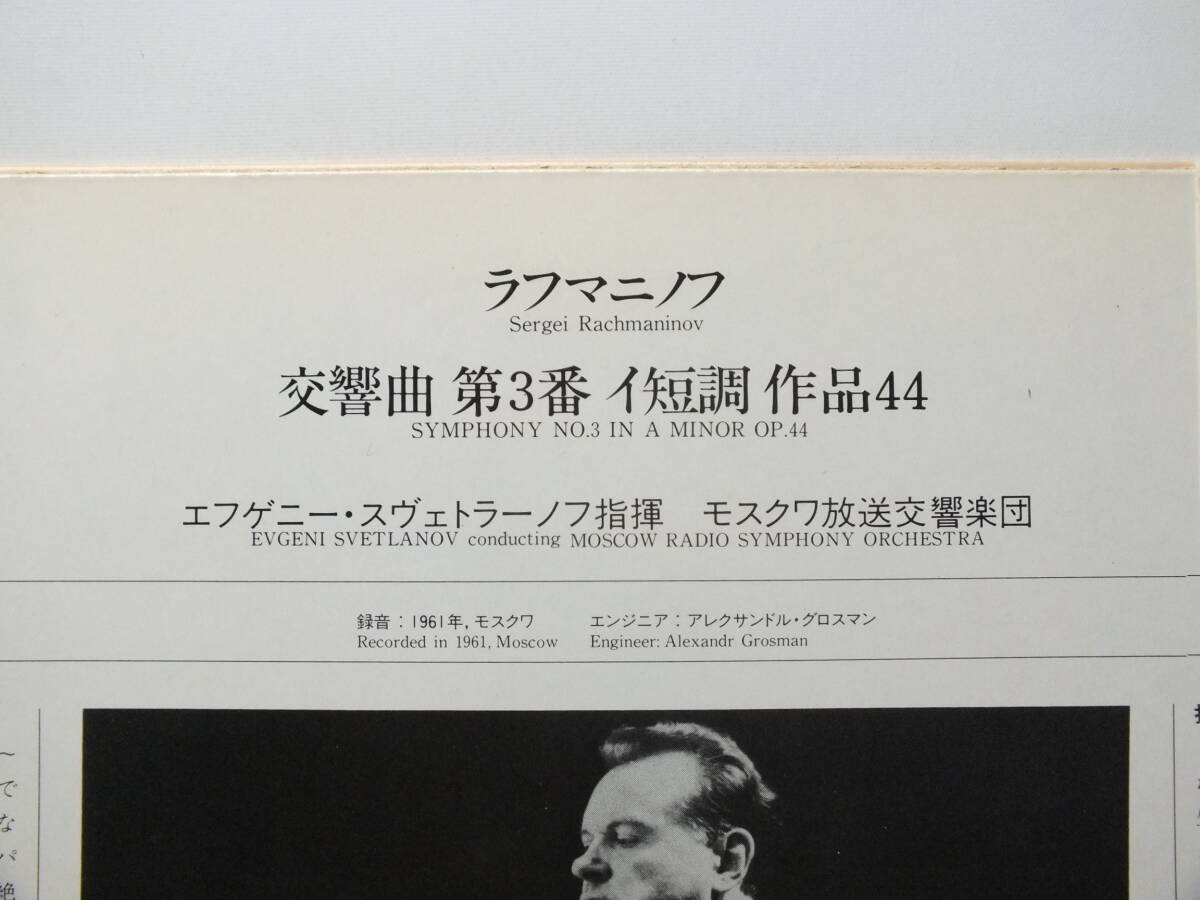 ラフマニノフ
Sergei Rachmaninov
交響曲 第3番 イ短調 作品44
SYMPHONY NO.3 IN A MINOR OP.44
エフゲニー・スヴェトラーノフ指揮 モスクワ放送交響楽団
EVGENI SVETLANOV conducting MOSCOW RADIO SYMPHONY ORCHESTRA
録音：1961年，モスクワ エンジニア：アレクサンドル・グロスマン
Recorded in 1961, Moscow Engineer: Alexandr Grosman
〜
で
な
パ
絶